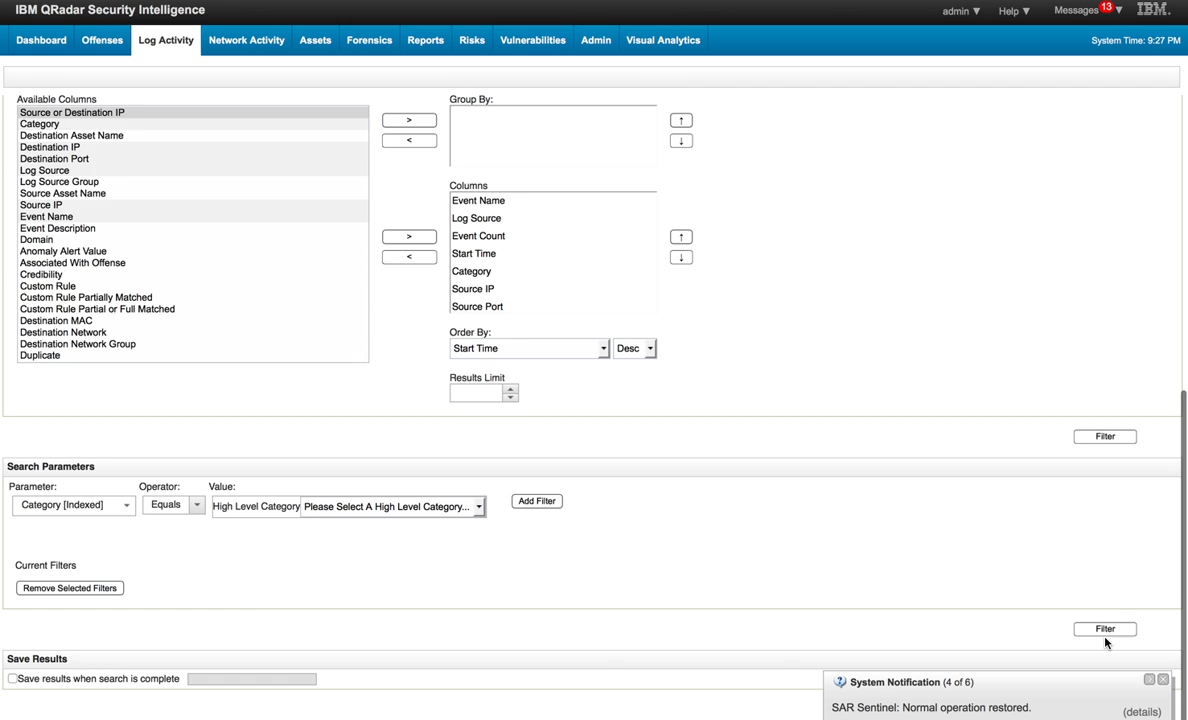 IBM QRadar Security Intelligence
admin ▼ Help ▼ Messages 13 ▼ IBM.
Dashboard Offenses Log Activity Network Activity Assets Forensics Reports Risks Vulnerabilities Admin Visual Analytics System Time: 9:27 PM
Available Columns
Source or Destination IP
Category
Destination Asset Name
Destination IP
Destination Port
Log Source
Log Source Group
Source Asset Name
Source IP
Event Name
Event Description
Domain
Anomaly Alert Value
Associated With Offense
Credibility
Custom Rule
Custom Rule Partially Matched
Custom Rule Partial or Full Matched
Destination MAC
Destination Network
Destination Network Group
Duplicate
>
<
>
<
Group By:
↑
↓
Columns
Event Name
Log Source
Event Count
Start Time
Category
Source IP
Source Port
↑
↓
Order By:
Start Time Desc
Results Limit
Filter
Search Parameters
Parameter: Operator: Value:
Category [Indexed] Equals High Level Category Please Select A High Level Category... Add Filter
Current Filters
Remove Selected Filters
Filter
Save Results
Save results when search is complete
System Notification (4 of 6)
SAR Sentinel: Normal operation restored.
(details)